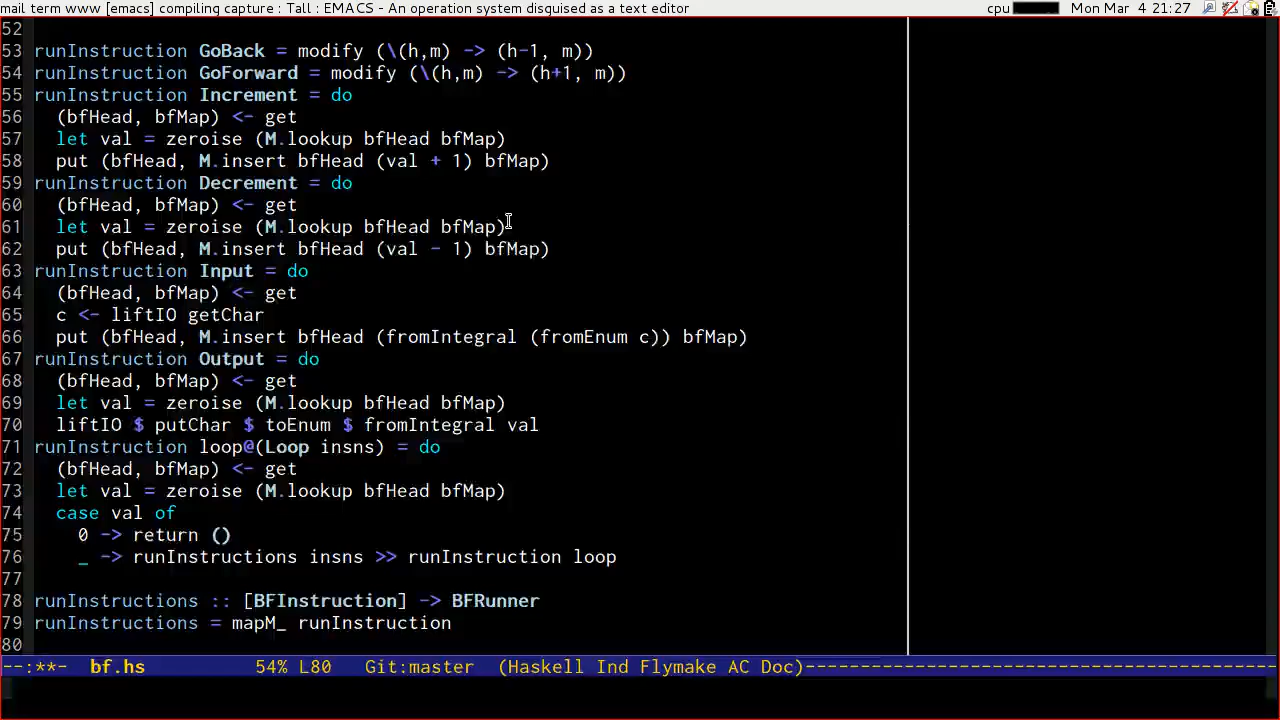 mail term www [emacs] compiling capture : Tall : EMACS - An operation system disguised as a text editor cpu Mon Mar 4 21:27
52
53 runInstruction GoBack = modify (\(h,m) -> (h-1, m))
54 runInstruction GoForward = modify (\(h,m) -> (h+1, m))
55 runInstruction Increment = do
56   (bfHead, bfMap) <- get
57   let val = zeroise (M.lookup bfHead bfMap)
58   put (bfHead, M.insert bfHead (val + 1) bfMap)
59 runInstruction Decrement = do
60   (bfHead, bfMap) <- get
61   let val = zeroise (M.lookup bfHead bfMap)
62   put (bfHead, M.insert bfHead (val - 1) bfMap)
63 runInstruction Input = do
64   (bfHead, bfMap) <- get
65   c <- liftIO getChar
66   put (bfHead, M.insert bfHead (fromIntegral (fromEnum c)) bfMap)
67 runInstruction Output = do
68   (bfHead, bfMap) <- get
69   let val = zeroise (M.lookup bfHead bfMap)
70   liftIO $ putChar $ toEnum $ fromIntegral val
71 runInstruction loop@(Loop insns) = do
72   (bfHead, bfMap) <- get
73   let val = zeroise (M.lookup bfHead bfMap)
74   case val of
75     0 -> return ()
76     _ -> runInstructions insns >> runInstruction loop
77
78 runInstructions :: [BFInstruction] -> BFRunner
79 runInstructions = mapM_ runInstruction
80
--:**-  bf.hs          54% L80   Git:master  (Haskell Ind Flymake AC Doc)-------------------------------------------